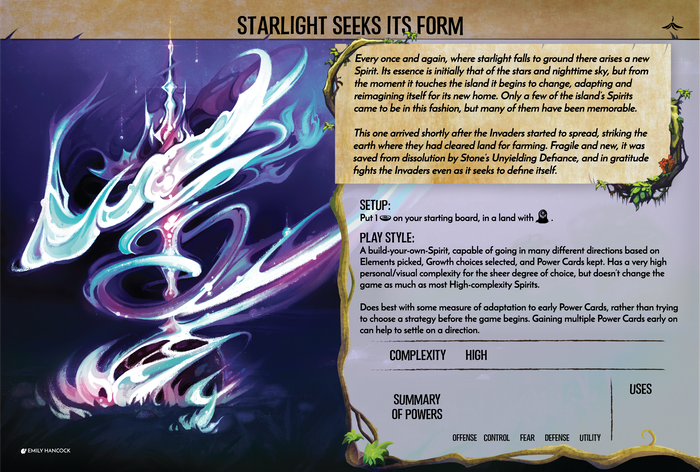 STARLIGHT SEEKS ITS FORM
Every once and again, where starlight falls to ground there arises a new
Spirit. Its essence is initially that of the stars and nighttime sky, but from
the moment it touches the island it begins to change, adapting and
reimagining itself for its new home. Only a few of the island's Spirits
came to be in this fashion, but many of them have been memorable.
This one arrived shortly after the Invaders started to spread, striking the
earth where they had cleared land for farming. Fragile and new, it was
saved from dissolution by Stone's Unyielding Defiance, and in gratitude
fights the Invaders even as it seeks to define itself.
SETUP:
Put 1 on your starting board, in a land with .
PLAY STYLE:
A build-your-own-Spirit, capable of going in many different directions based on
Elements picked, Growth choices selected, and Power Cards kept. Has a very high
personal/visual complexity for the sheer degree of choice, but doesn't change the
game as much as most High-complexity Spirits.
Does best with some measure of adaptation to early Power Cards, rather than trying
to choose a strategy before the game begins. Gaining multiple Power Cards early on
can help to settle on a direction.
COMPLEXITY HIGH
SUMMARY
OF POWERS
USES
OFFENSE CONTROL FEAR DEFENSE UTILITY
EMILY HANCOCK